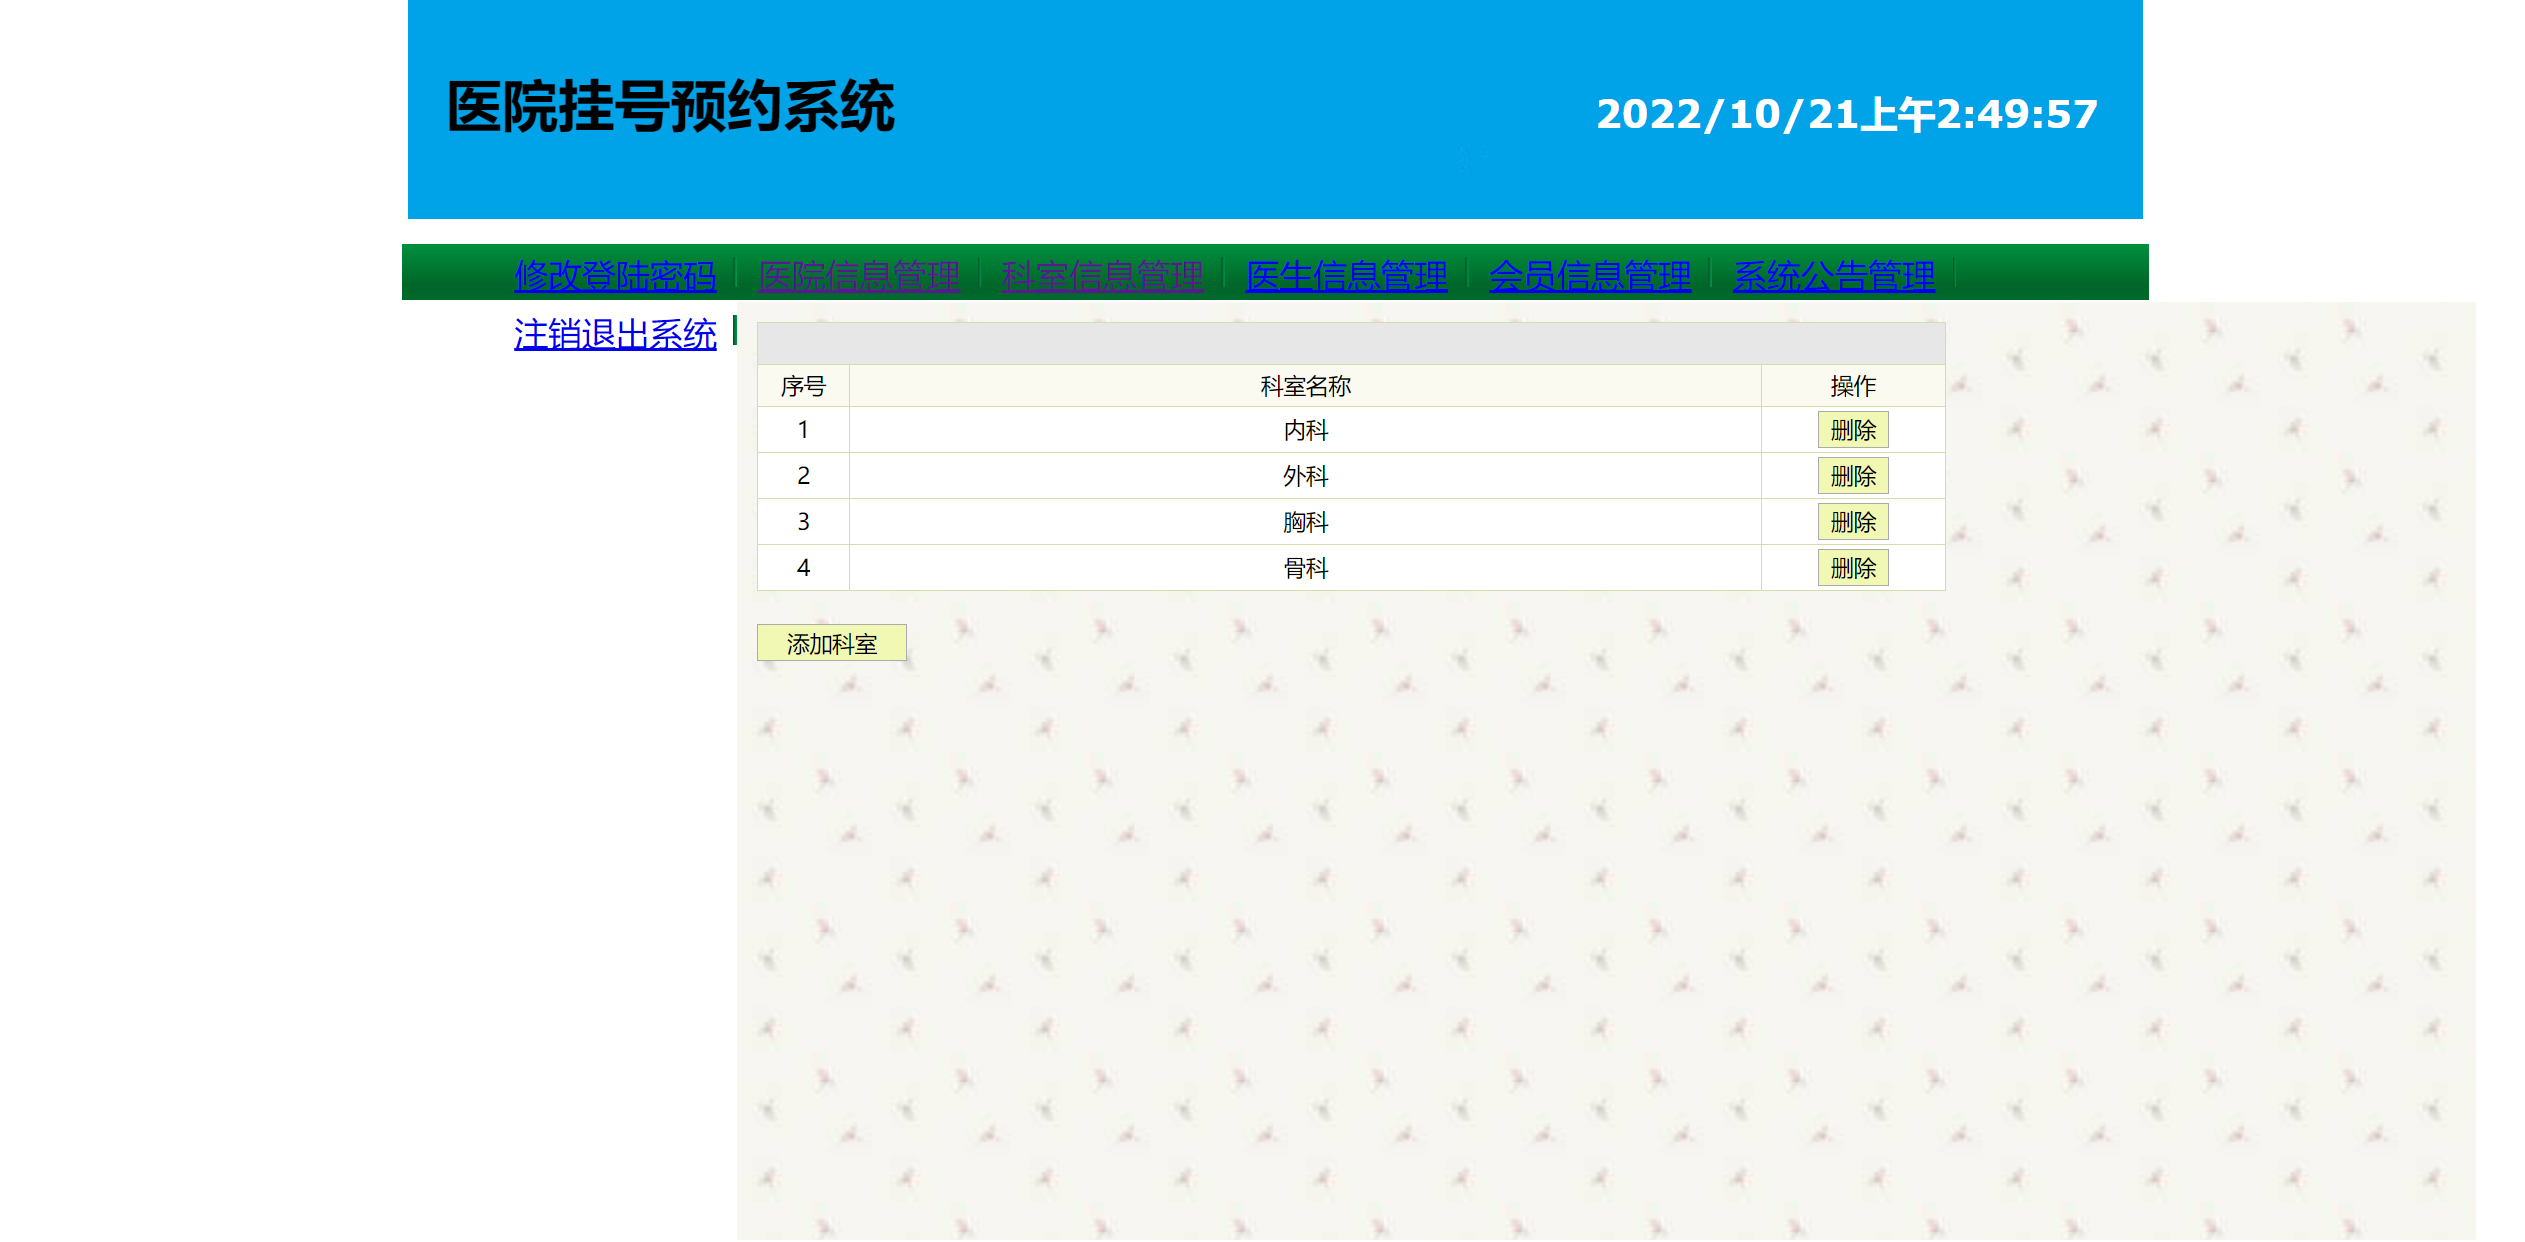 医院挂号预约系统
2022/10/21上午2:49:57
修改登陆密码 医院信息管理 科室信息管理 医生信息管理 会员信息管理 系统公告管理
注销退出系统
序号 科室名称 操作
1 内科 删除
2 外科 删除
3 胸科 删除
4 骨科 删除
添加科室